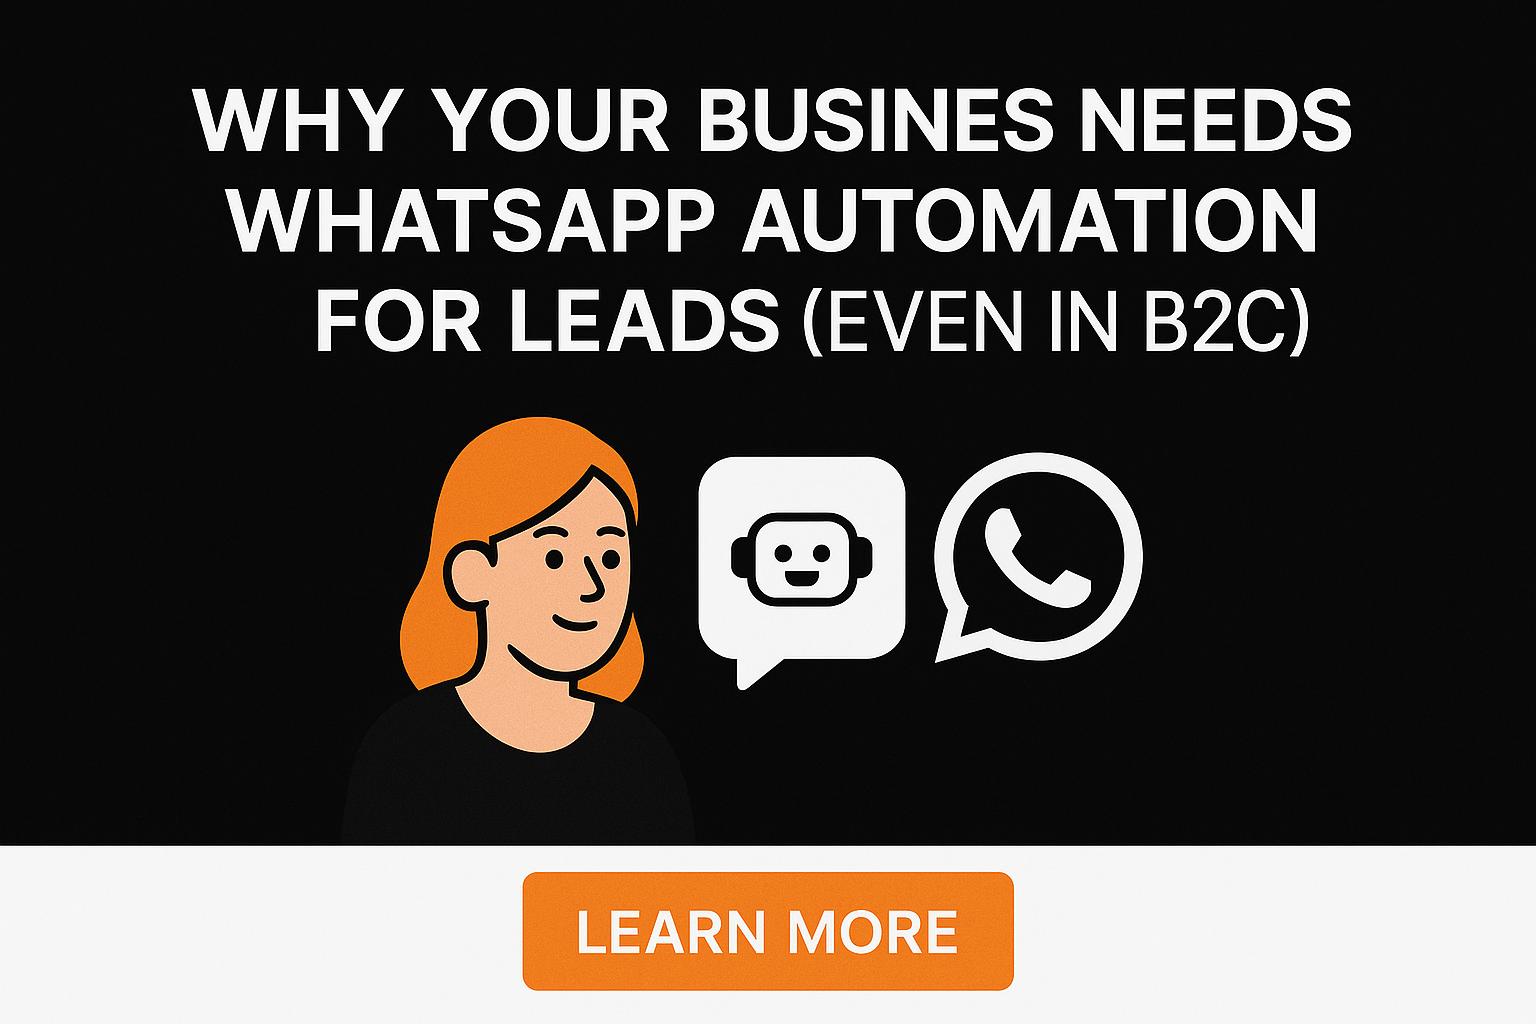 WHY YOUR BUSINES NEEDS
WHATSAPP AUTOMATION
FOR LEADS (EVEN IN B2C)
LEARN MORE